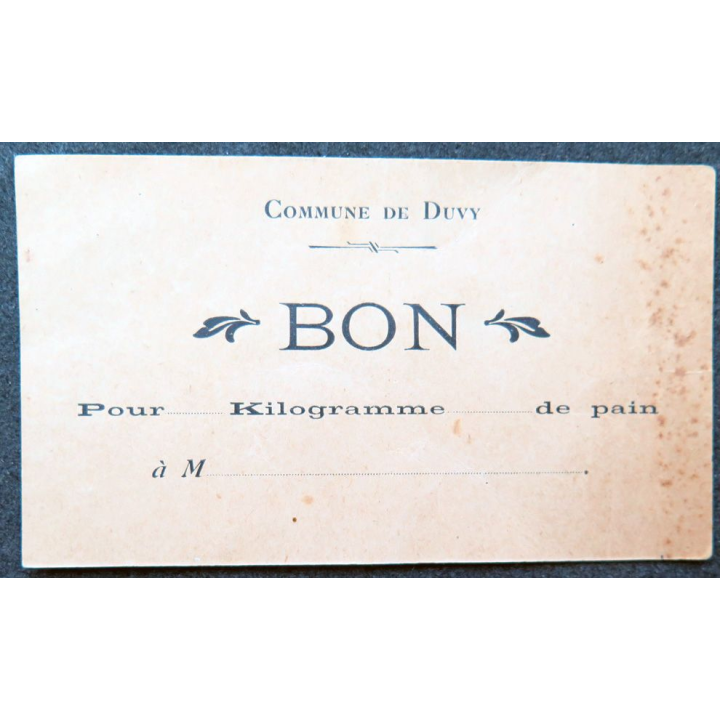 Commune de Duvy
BON
Pour........ Kilogramme........ de pain
à M................................................